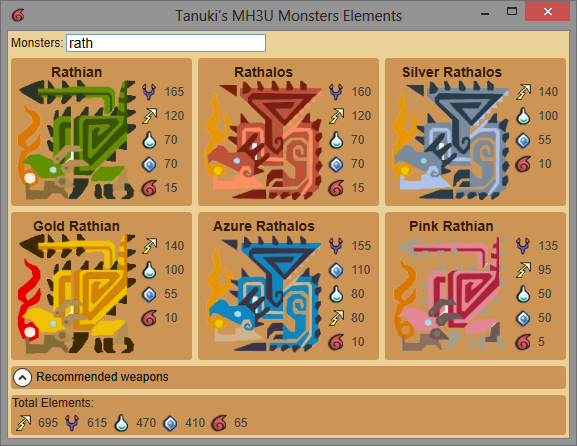 Tanuki's MH3U Monsters Elements
Monsters: rath
Rathian
165
120
70
70
15
Rathalos
160
120
70
70
15
Silver Rathalos
140
100
55
10
Gold Rathian
140
100
55
10
Azure Rathalos
155
110
80
80
10
Pink Rathian
135
95
50
50
5
Recommended weapons
Total Elements:
695 615 470 410 65